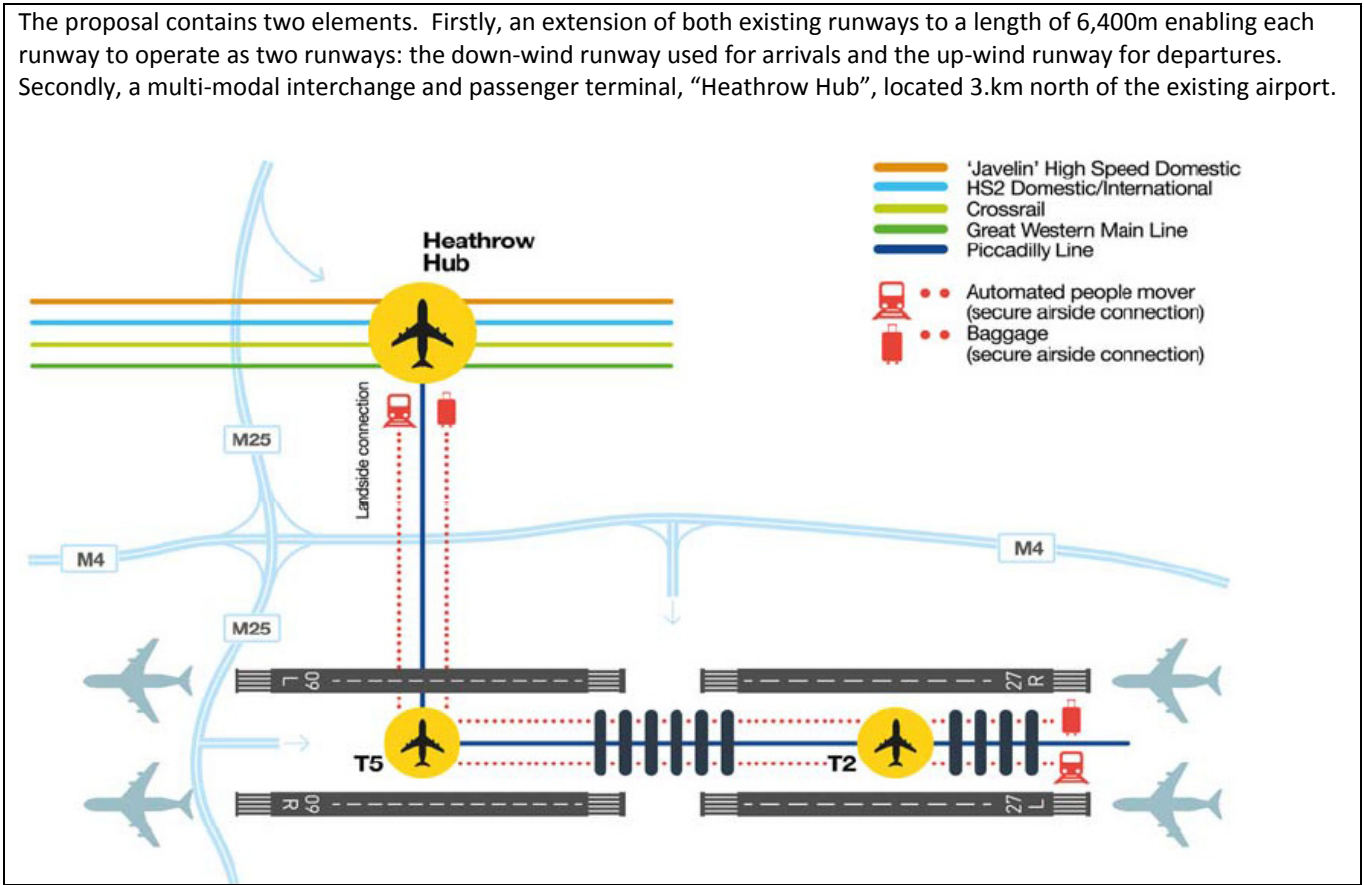 The proposal contains two elements.  Firstly, an extension of both existing runways to a length of 6,400m enabling each
runway to operate as two runways: the down-wind runway used for arrivals and the up-wind runway for departures.
Secondly, a multi-modal interchange and passenger terminal, “Heathrow Hub”, located 3.km north of the existing airport.
'Javelin' High Speed Domestic
HS2 Domestic/International
Crossrail
Great Western Main Line
Piccadilly Line
Automated people mover
(secure airside connection)
Baggage
(secure airside connection)
Heathrow
Hub
Landside connection
M25
M4
M4
M25
09 L
27 R
T5
T2
09 R
27 L